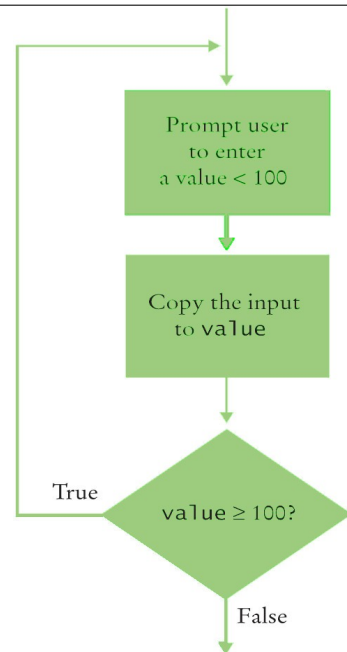 Prompt user
to enter
a value < 100
Copy the input
to value
True
value ≥ 100?
False